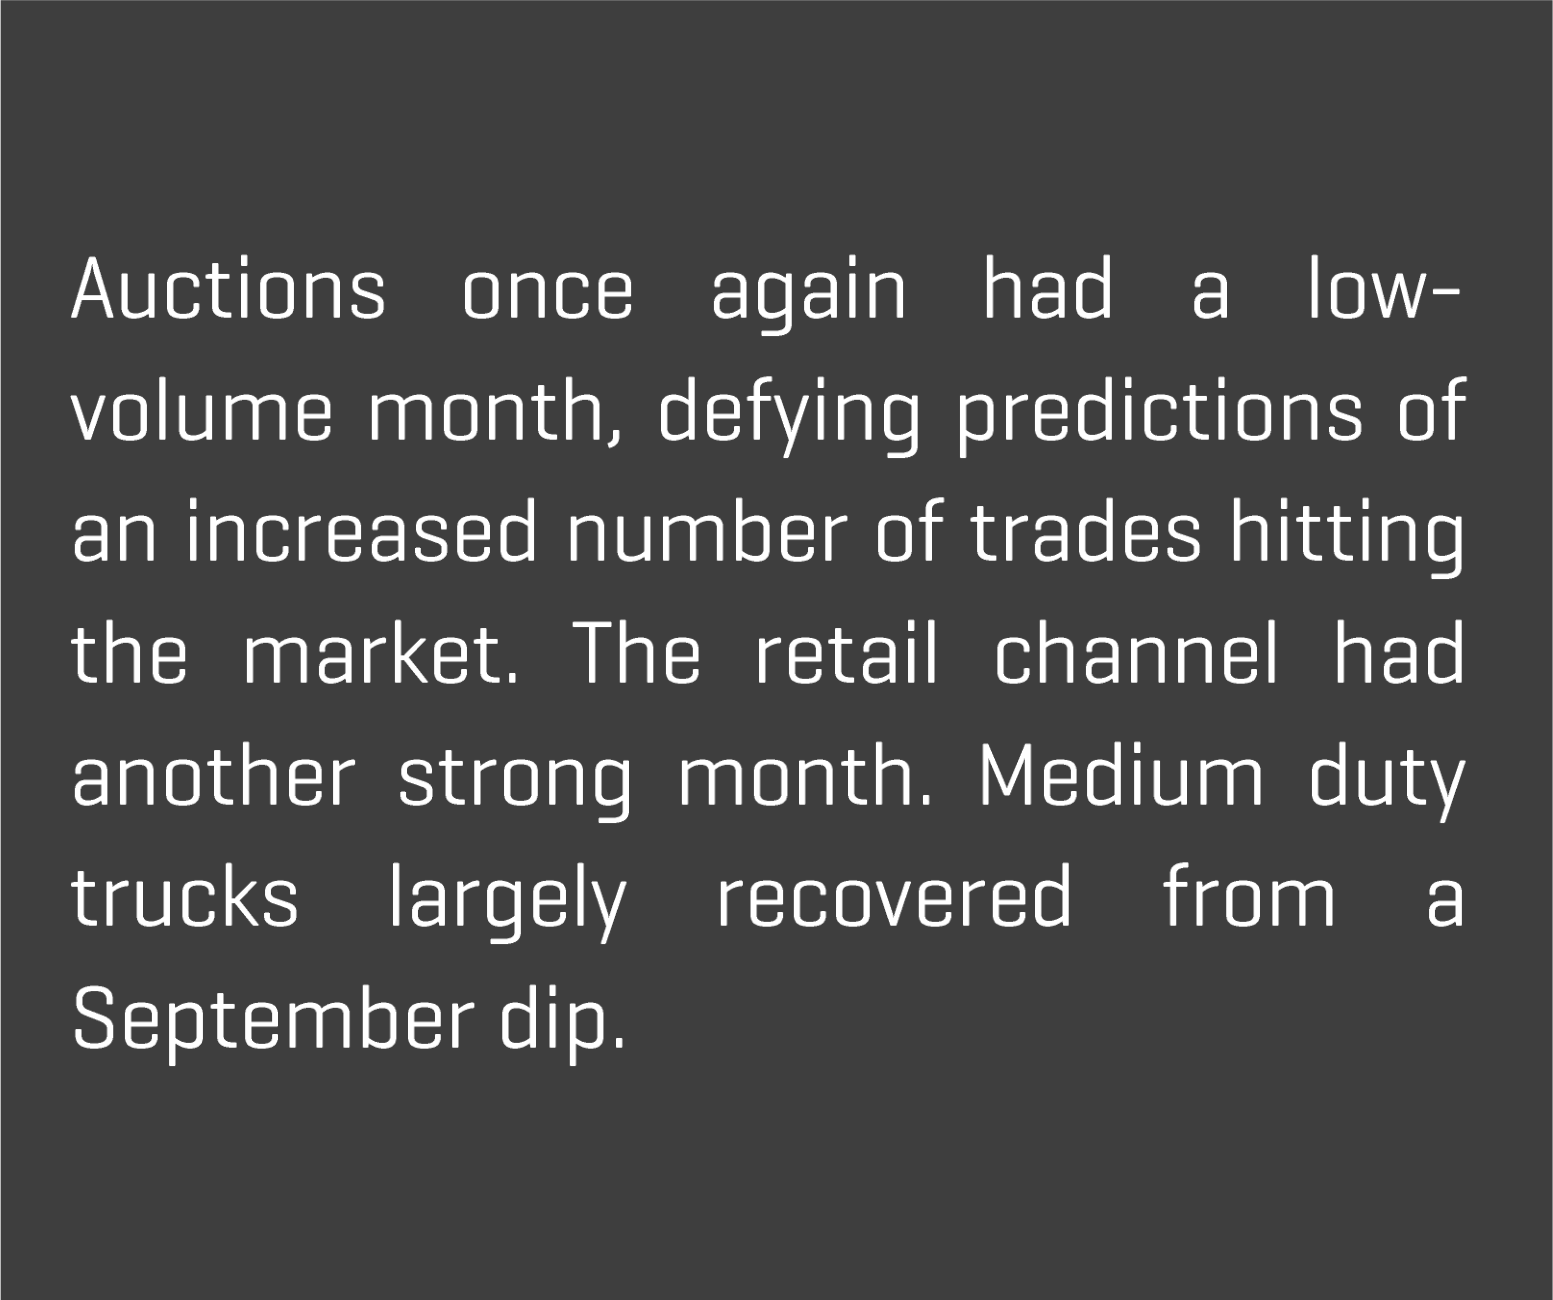 Auctions once again had a low-
volume month, defying predictions of
an increased number of trades hitting
the market. The retail channel had
another strong month. Medium duty
trucks largely recovered from a
September dip.